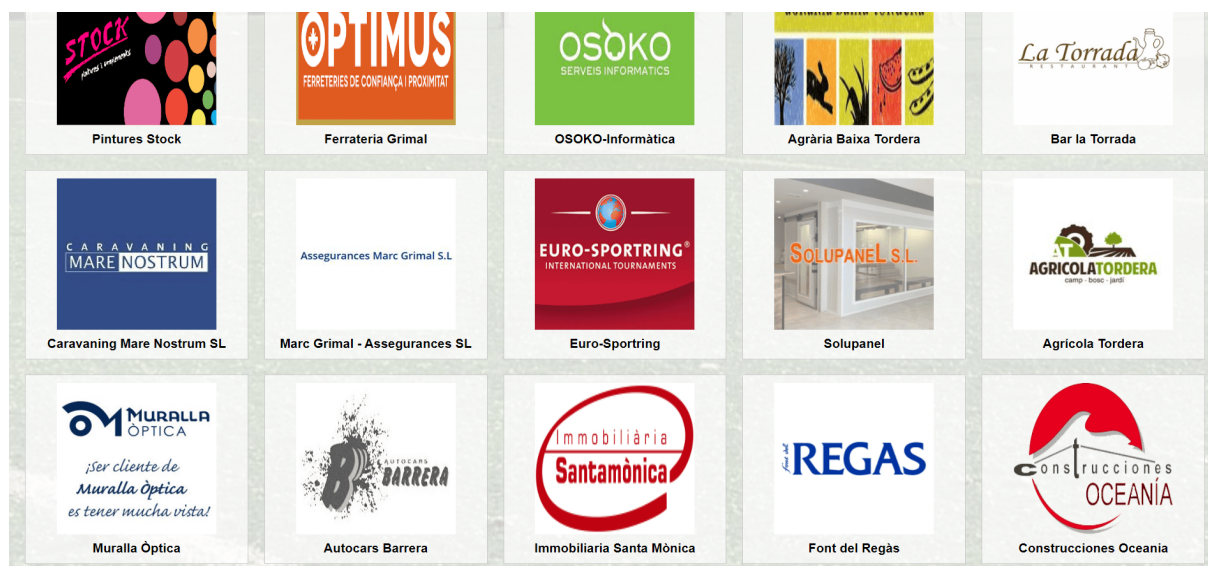 STOCK
pintures i tractaments
OPTIMUS
FERRETERIES DE CONFIANÇA I PROXIMITAT
OSOKO
SERVEIS INFORMATICS
La Torrada
RESTAURANT
Pintures Stock
Ferrateria Grimal
OSOKO-Informàtica
Agrària Baixa Tordera
Bar la Torrada
CARAVANING
MARE NOSTRUM
Assegurances Marc Grimal S.L
EURO-SPORTRING®
INTERNATIONAL TOURNAMENTS
SOLUPANEL S.L.
AT
AGRICOLATORDERA
camp - bosc - jardí
Caravaning Mare Nostrum SL
Marc Grimal - Assegurances SL
Euro-Sportring
Solupanel
Agrícola Tordera
MURALLA
ÒPTICA
¡Ser cliente de
Muralla Òptica
es tener mucha vista!
AUTOCARS
BARRERA
Immobiliària
Santamònica
font del
REGAS
Construcciones
OCEANÍA
Muralla Òptica
Autocars Barrera
Immobiliaria Santa Mònica
Font del Regàs
Construcciones Oceania